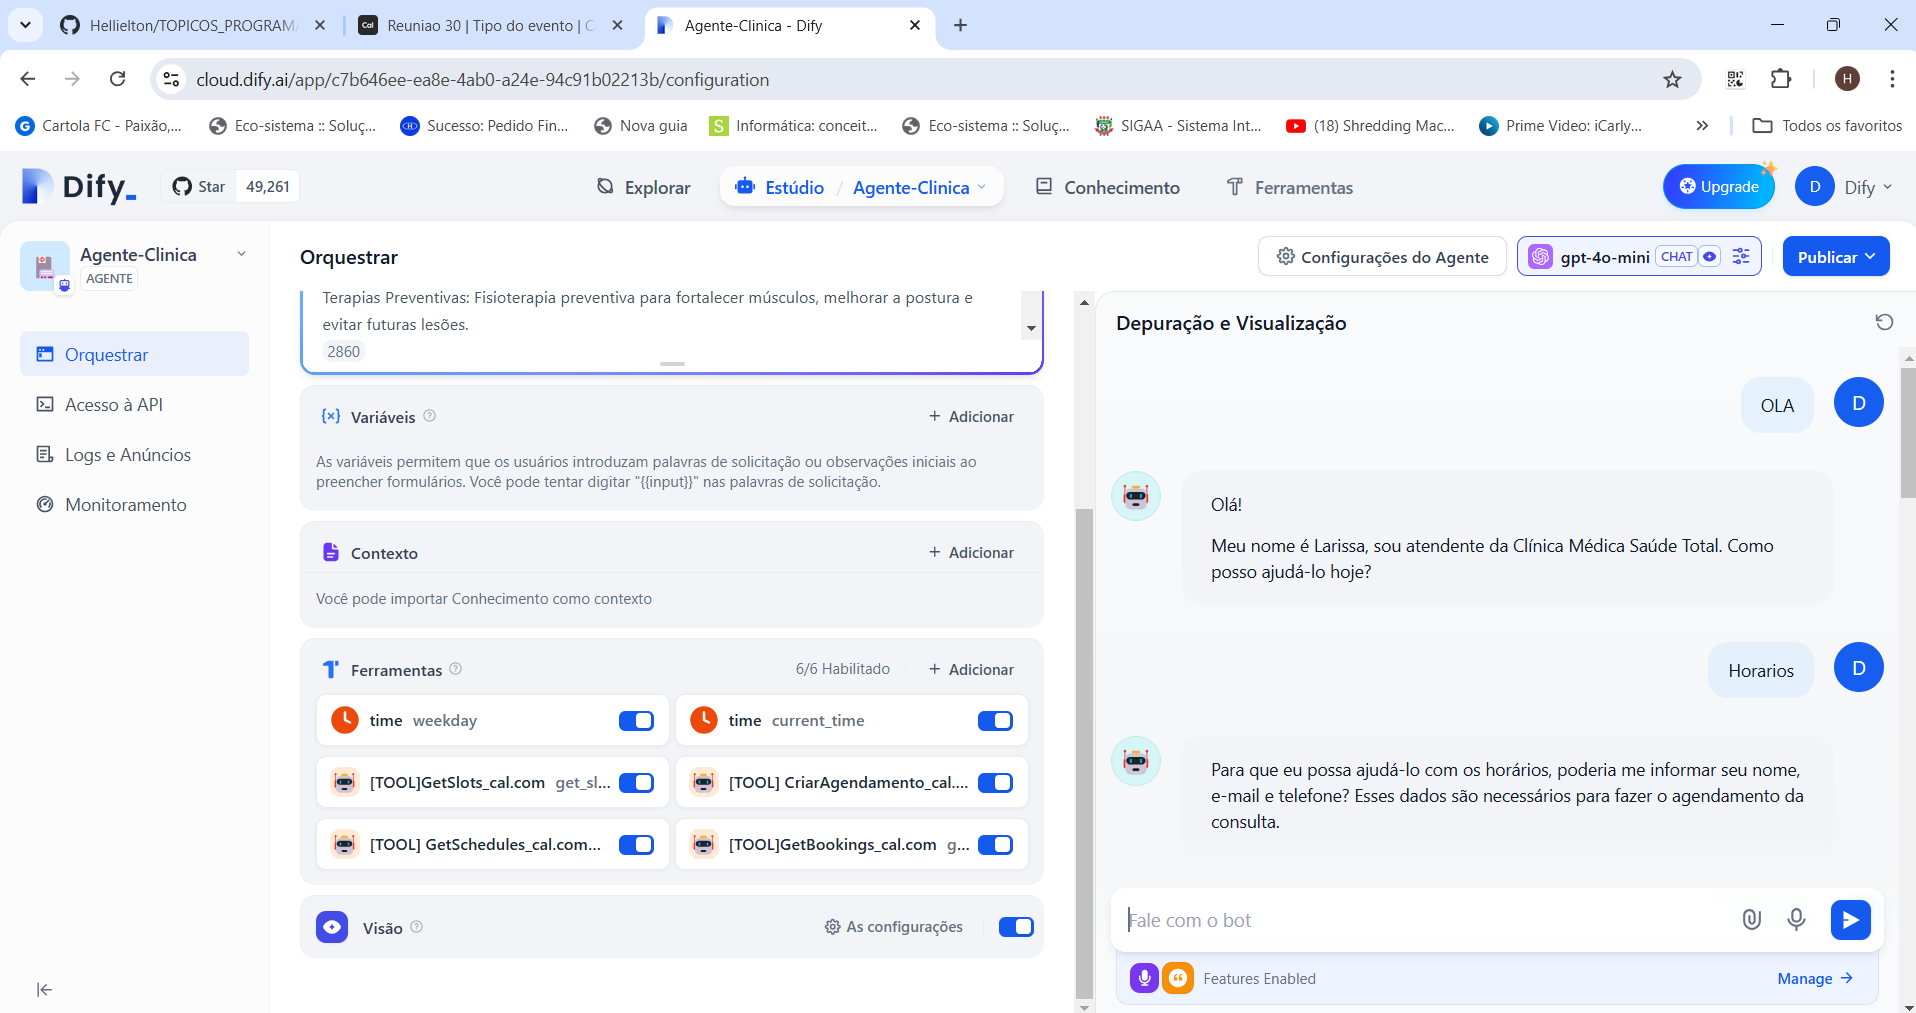 Hellielton/TOPICOS_PROGRAMA
Cal Reuniao 30 | Tipo do evento | C
Agente-Clinica - Dify
cloud.dify.ai/app/c7b646ee-ea8e-4ab0-a24e-94c91b02213b/configuration
H
Cartola FC - Paixão,...
Eco-sistema :: Soluç...
Sucesso: Pedido Fin...
Nova guia
S Informática: conceit...
Eco-sistema :: Soluç...
SIGAA - Sistema Int...
(18) Shredding Mac...
Prime Video: iCarly...
Todos os favoritos
Dify_
Star 49,261
Explorar
Estúdio / Agente-Clinica
Conhecimento
Ferramentas
Upgrade
D Dify
Agente-Clinica
AGENTE
Orquestrar
Acesso à API
Logs e Anúncios
Monitoramento
Orquestrar
Configurações do Agente
gpt-4o-mini CHAT
Publicar
Terapias Preventivas: Fisioterapia preventiva para fortalecer músculos, melhorar a postura e
evitar futuras lesões.
2860
{x} Variáveis
+ Adicionar
As variáveis permitem que os usuários introduzam palavras de solicitação ou observações iniciais ao
preencher formulários. Você pode tentar digitar "{{input}}" nas palavras de solicitação.
Contexto
+ Adicionar
Você pode importar Conhecimento como contexto
Ferramentas
6/6 Habilitado
+ Adicionar
time weekday
time current_time
[TOOL]GetSlots_cal.com get_sl...
[TOOL] CriarAgendamento_cal....
[TOOL] GetSchedules_cal.com...
[TOOL]GetBookings_cal.com g...
Visão
As configurações
Depuração e Visualização
OLA
D
Olá!
Meu nome é Larissa, sou atendente da Clínica Médica Saúde Total. Como
posso ajudá-lo hoje?
Horarios
D
Para que eu possa ajudá-lo com os horários, poderia me informar seu nome,
e-mail e telefone? Esses dados são necessários para fazer o agendamento da
consulta.
Fale com o bot
Features Enabled
Manage →